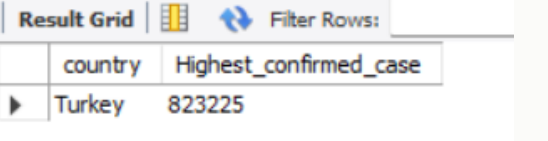 Result Grid Filter Rows:
country Highest_confirmed_case
Turkey 823225